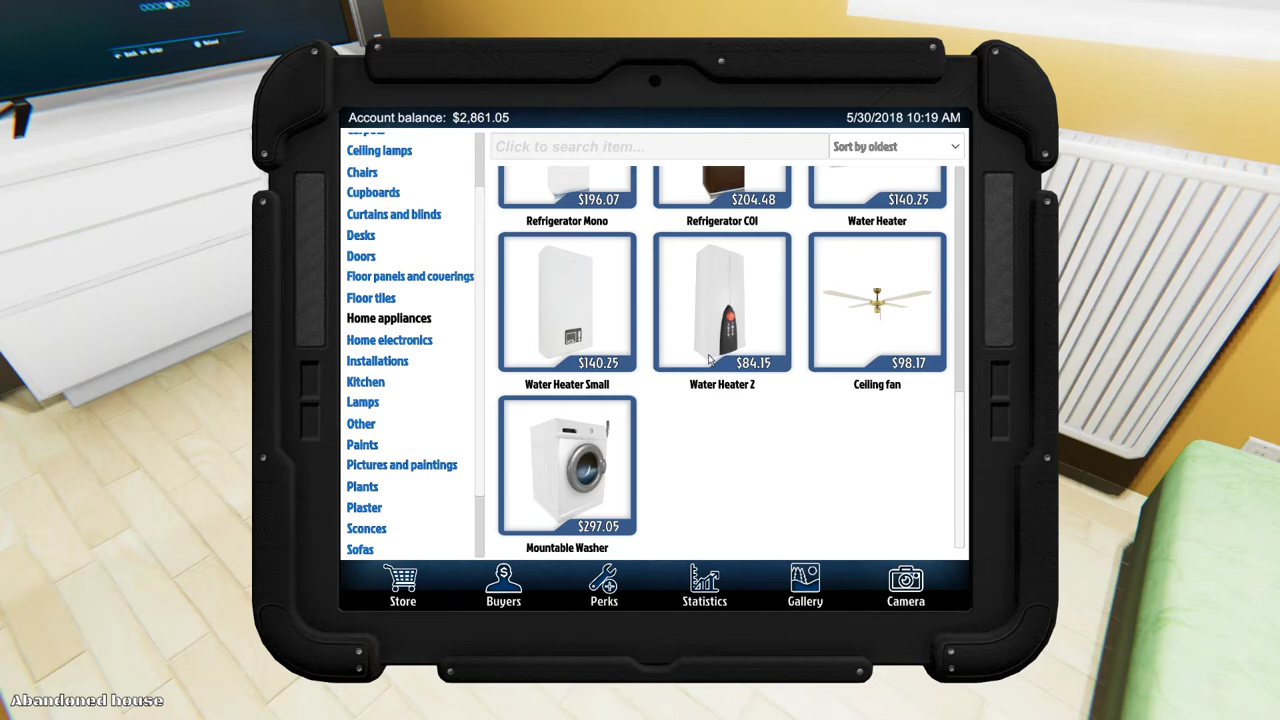 Account balance: $2,861.05
5/30/2018 10:19 AM
Click to search item...
Sort by oldest
Carpets
Ceiling lamps
Chairs
Cupboards
Curtains and blinds
Desks
Doors
Floor panels and coverings
Floor tiles
Home appliances
Home electronics
Installations
Kitchen
Lamps
Other
Paints
Pictures and paintings
Plants
Plaster
Sconces
Sofas
$196.07
$204.48
$140.25
Refrigerator Mono
Refrigerator COI
Water Heater
$140.25
$84.15
$98.17
Water Heater Small
Water Heater 2
Ceiling fan
$297.05
Mountable Washer
Store
Buyers
Perks
Statistics
Gallery
Camera
Abandoned house